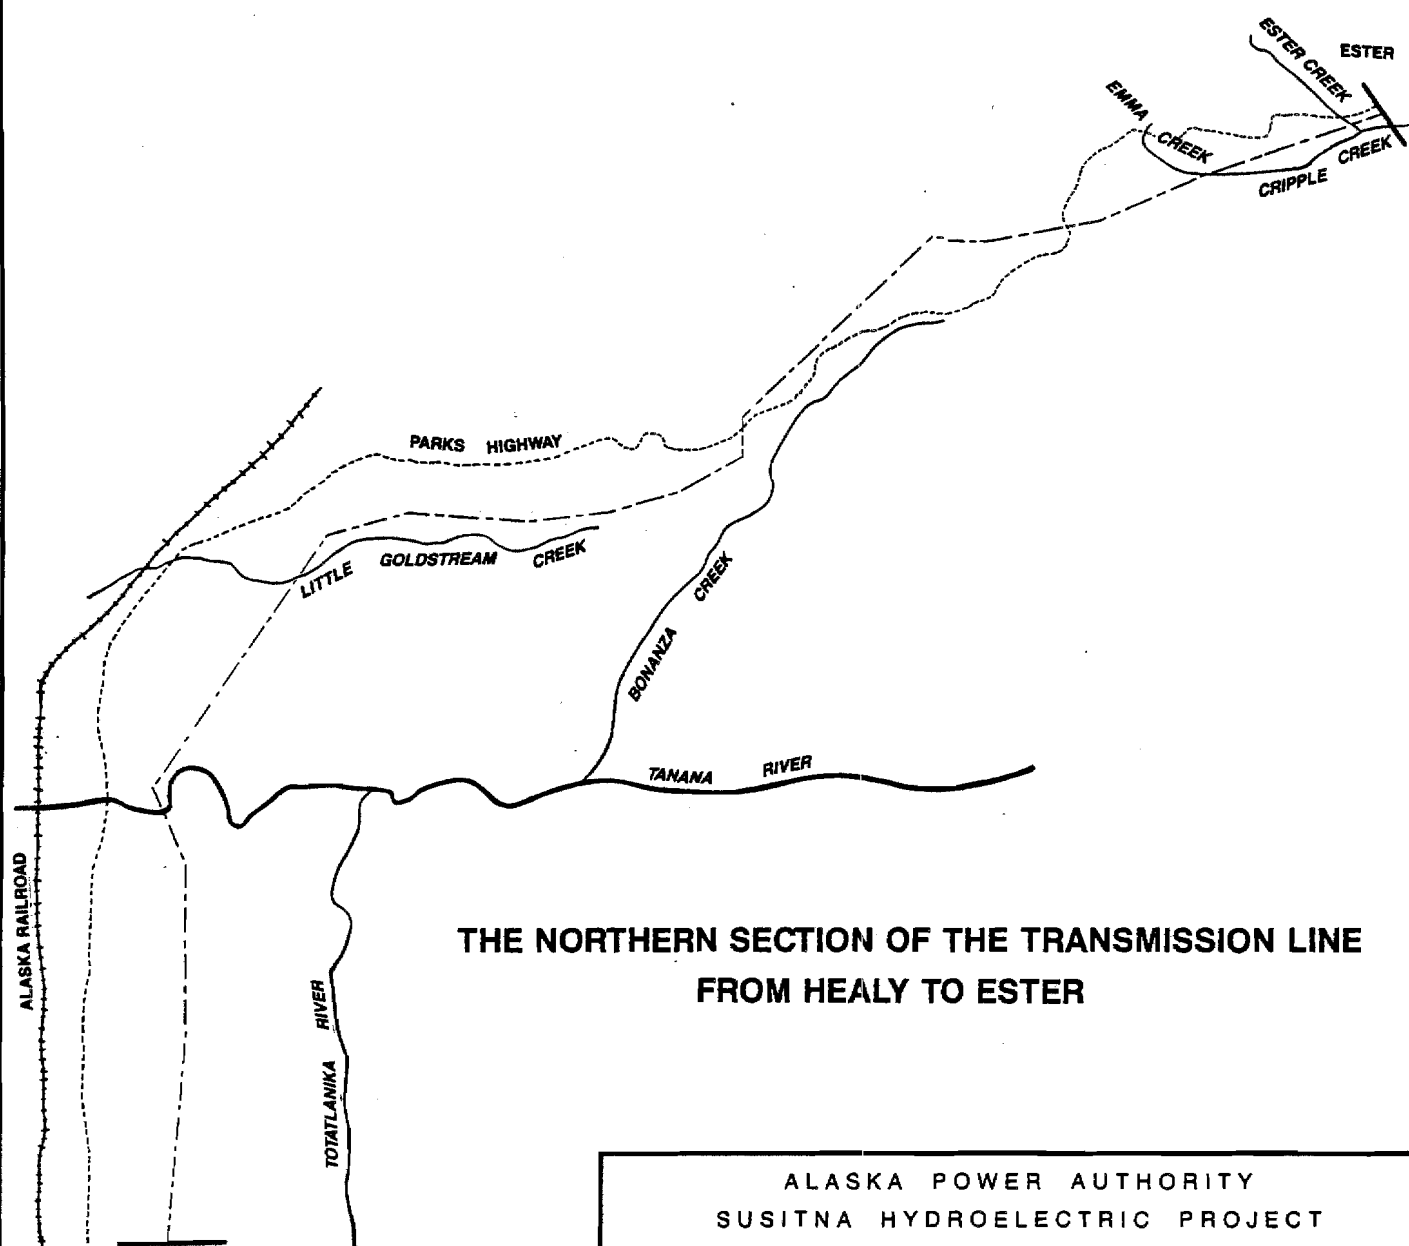 ESTER CREEK
ESTER
EMMA CREEK
CRIPPLE CREEK
PARKS HIGHWAY
LITTLE GOLDSTREAM CREEK
BONANZA CREEK
TANANA RIVER
ALASKA RAILROAD
TOTATLANIKA RIVER
THE NORTHERN SECTION OF THE TRANSMISSION LINE
FROM HEALY TO ESTER
ALASKA POWER AUTHORITY
SUSITNA HYDROELECTRIC PROJECT